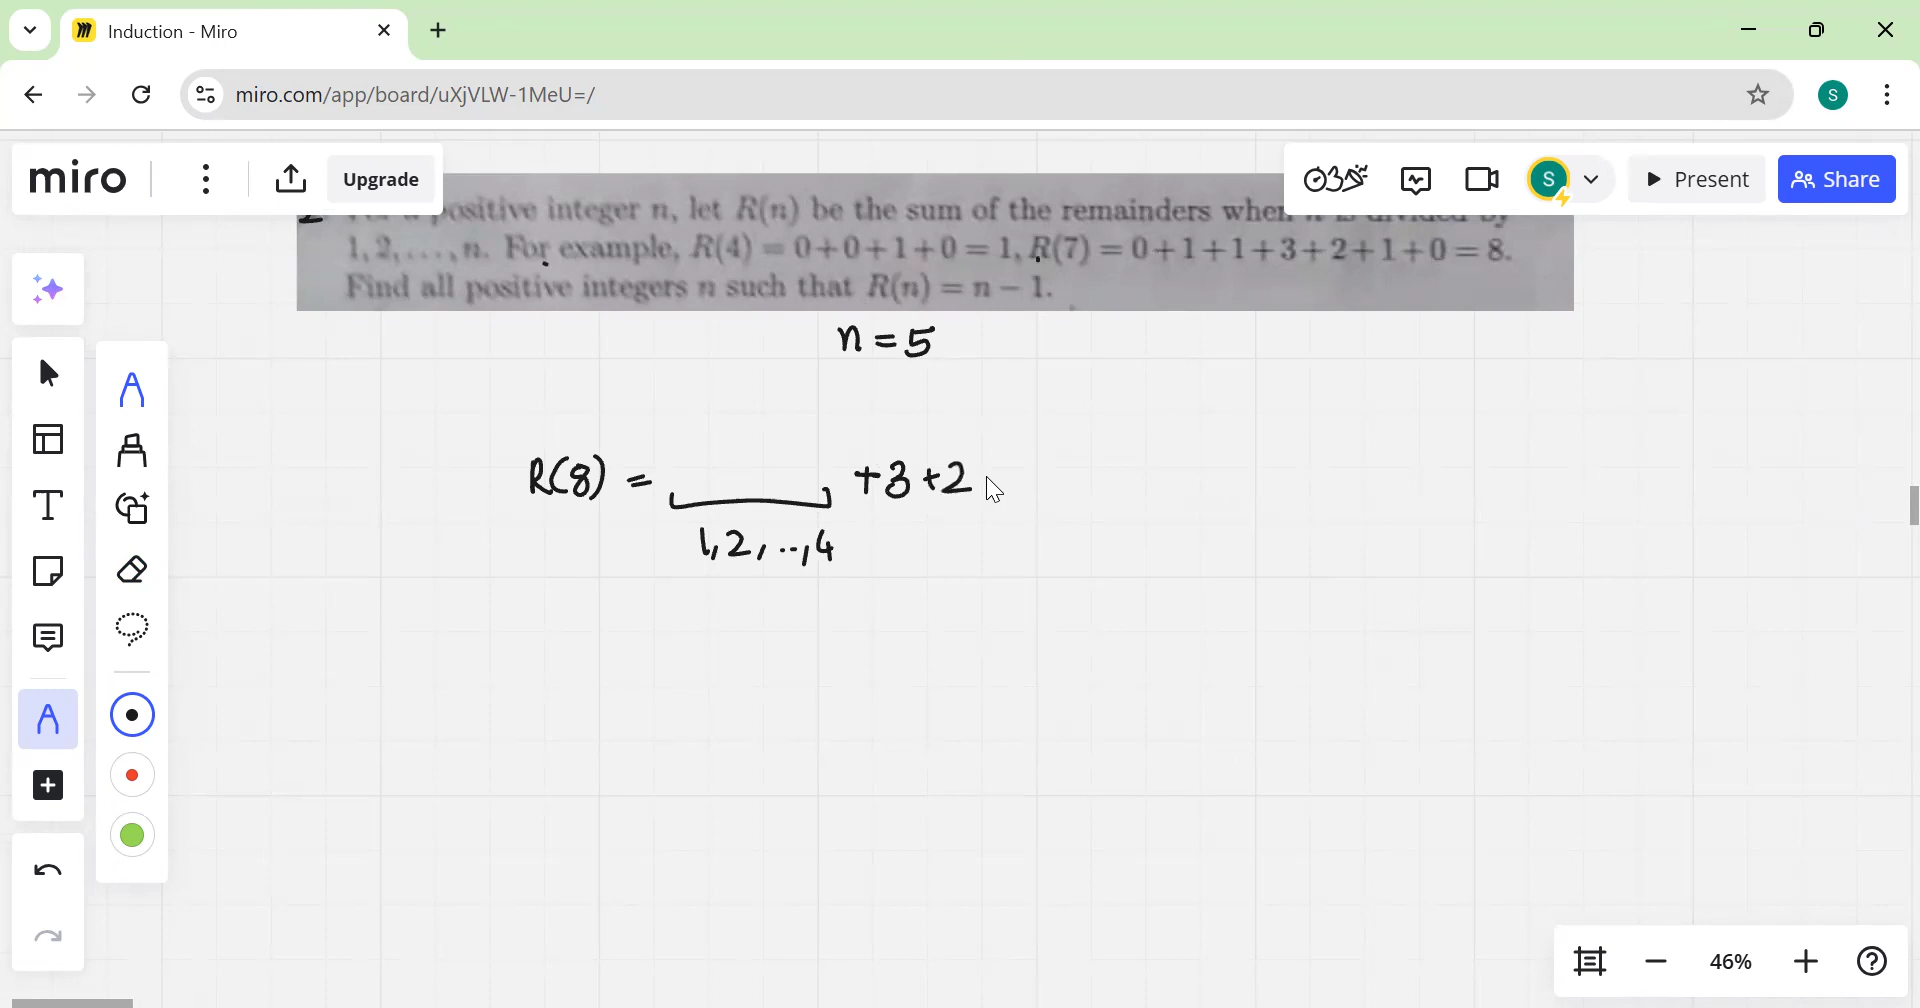 Induction - Miro
miro.com/app/board/uXjVLW-1MeU=/
miro
Upgrade
S
Present
Share
positive integer n, let R(n) be the sum of the remainders when
1, 2, ..., n. For example, R(4) = 0+0+1+0 = 1, R(7) = 0+1+1+3+2+1+0 = 8.
Find all positive integers n such that R(n) = n − 1.
n = 5
R(8) = +3 +2
1, 2, .., 4
46%